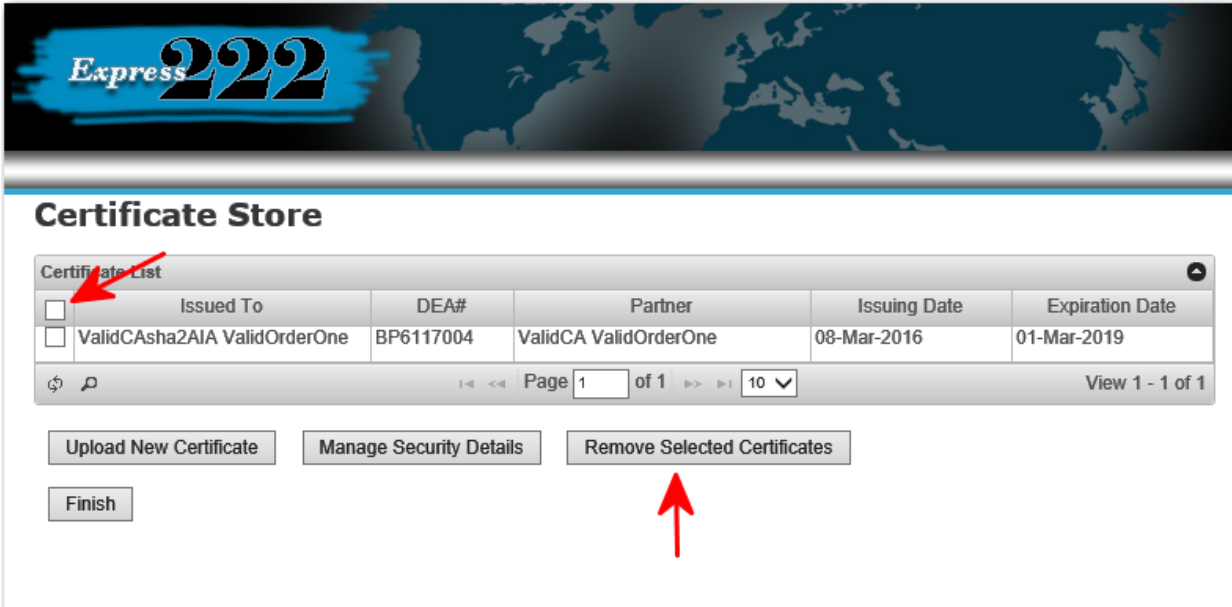 Express 222
Certificate Store
Certificate List
Issued To DEA# Partner Issuing Date Expiration Date
ValidCAsha2AIA ValidOrderOne BP6117004 ValidCA ValidOrderOne 08-Mar-2016 01-Mar-2019
Page 1 of 1 10 View 1 - 1 of 1
Upload New Certificate Manage Security Details Remove Selected Certificates
Finish